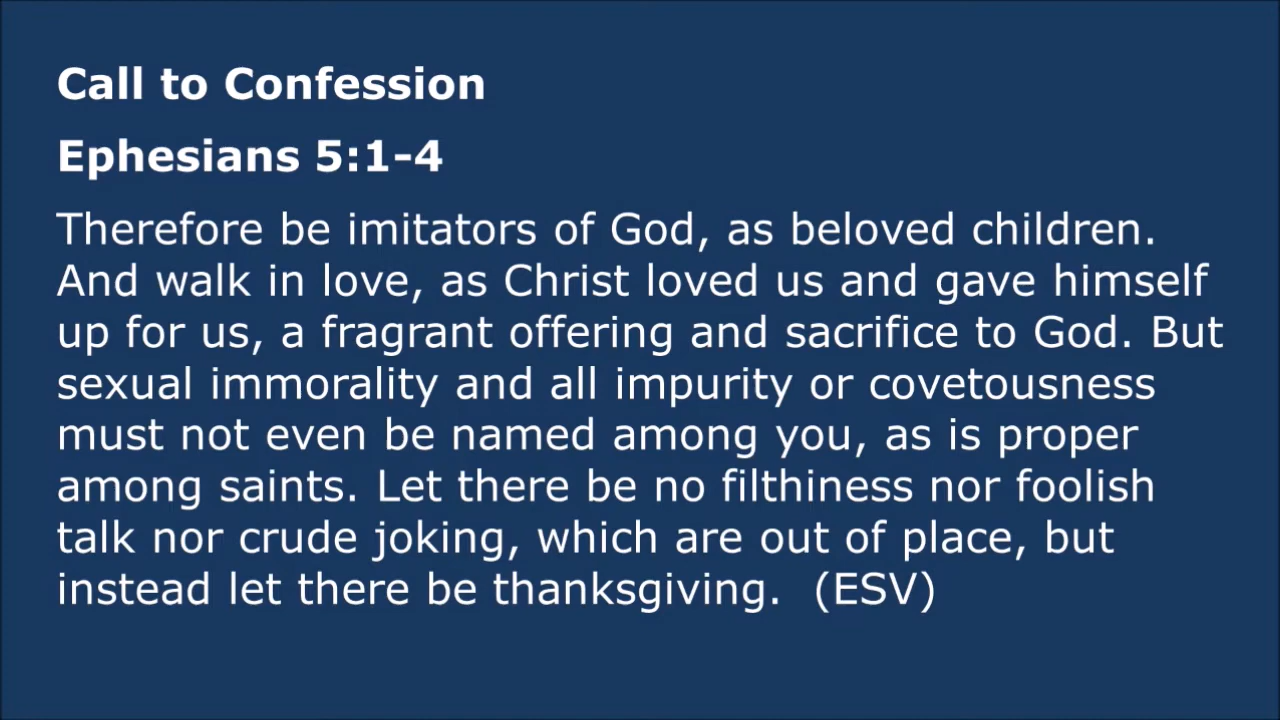 Call to Confession
Ephesians 5:1-4
Therefore be imitators of God, as beloved children.
And walk in love, as Christ loved us and gave himself
up for us, a fragrant offering and sacrifice to God. But
sexual immorality and all impurity or covetousness
must not even be named among you, as is proper
among saints. Let there be no filthiness nor foolish
talk nor crude joking, which are out of place, but
instead let there be thanksgiving.  (ESV)